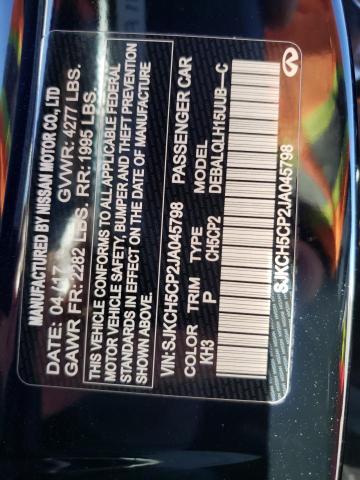 MANUFACTURED BY NISSAN MOTOR CO., LTD
DATE: 04/17 GVWR: 4277 LBS.
GAWR FR: 2282 LBS. RR: 1995 LBS.
THIS VEHICLE CONFORMS TO ALL APPLICABLE FEDERAL
MOTOR VEHICLE SAFETY, BUMPER AND THEFT PREVENTION
STANDARDS IN EFFECT ON THE DATE OF MANUFACTURE
SHOWN ABOVE.
VIN: SJKCH5CP2JA045798 PASSENGER CAR
COLOR TRIM TYPE MODEL
KH3 P CH5CP2 DEBALQLH15UUB--C
SJKCH5CP2JA045798